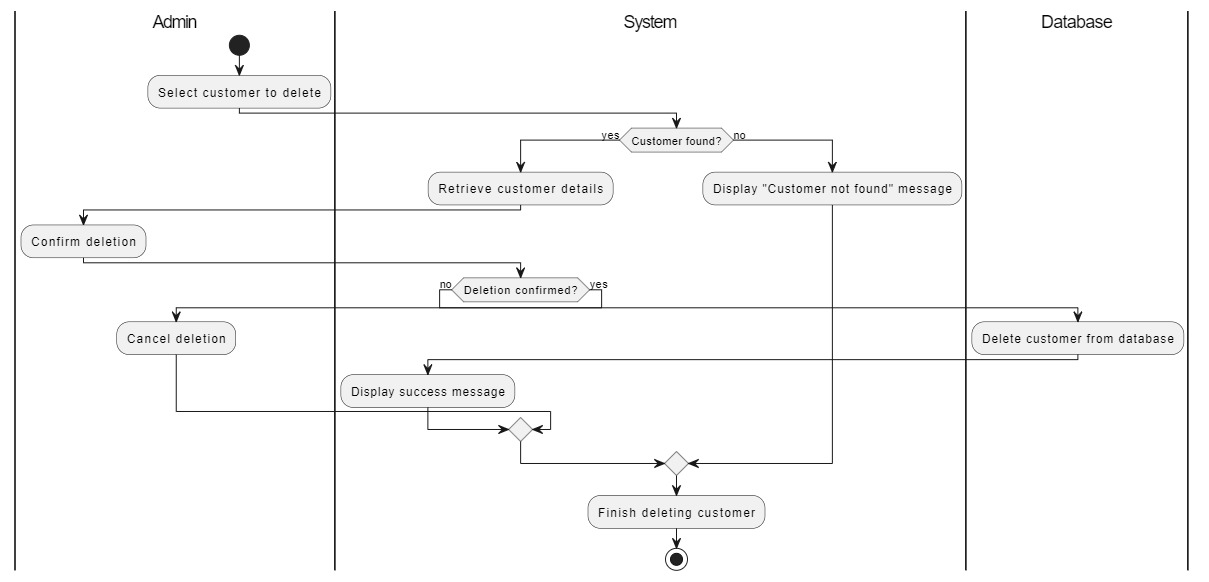 Admin
System
Database
Select customer to delete
yes
Customer found?
no
Retrieve customer details
Display "Customer not found" message
Confirm deletion
no
Deletion confirmed?
yes
Cancel deletion
Delete customer from database
Display success message
Finish deleting customer